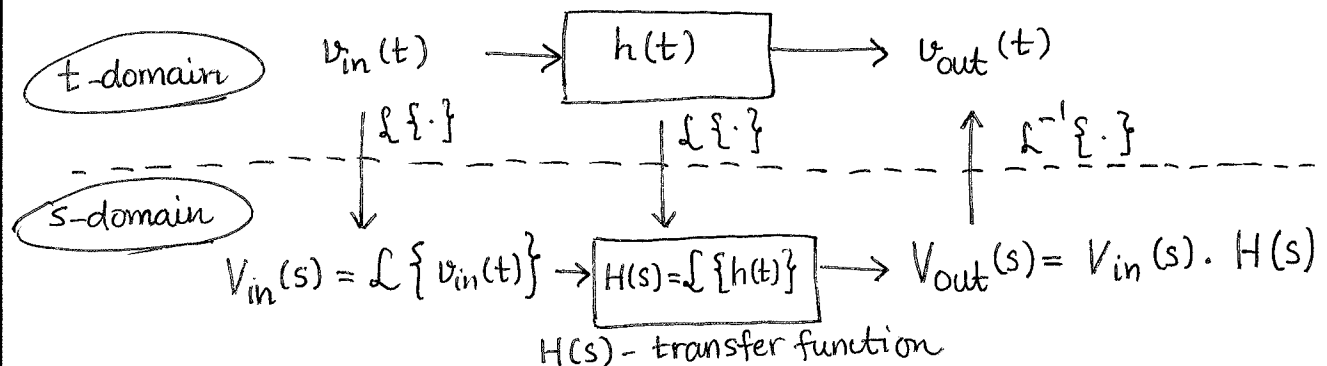 t-domain v_in(t) → h(t) → v_out(t)
ℒ{·} ℒ{·} ℒ⁻¹{·}
s-domain
V_in(s) = ℒ{v_in(t)} → H(s)=ℒ{h(t)} → V_out(s) = V_in(s) · H(s)
H(s) - transfer function